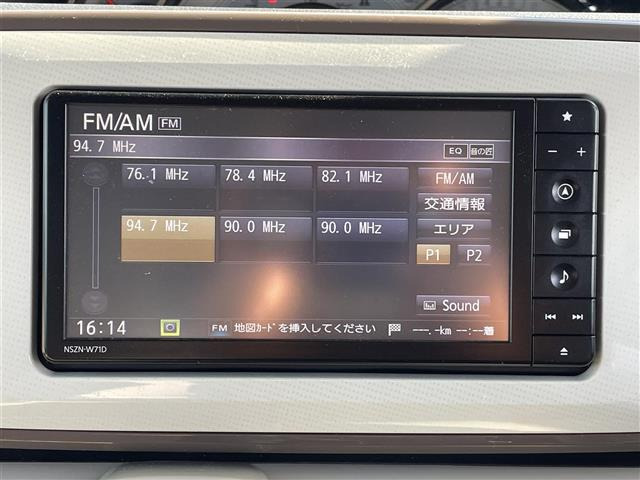 FM/AM FM
94.7 MHz EQ 音の匠
76.1 MHz 78.4 MHz 82.1 MHz FM/AM
交通情報
94.7 MHz 90.0 MHz 90.0 MHz エリア
P1 P2
Sound
16:14 FM 地図ｶｰﾄﾞを挿入してください ---.-km --:--着
NSZN-W71D